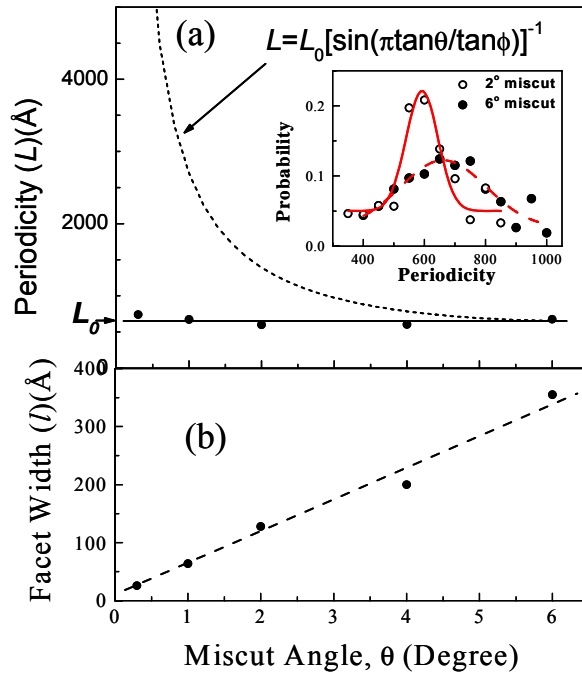 (a)
L=L₀[sin(πtanθ/tanϕ)]⁻¹
Periodicity (L)(Å)
4000
2000
0
L₀
2° miscut
6° miscut
Probability
0.2
0.1
0.0
400 600 800 1000
Periodicity
(b)
Facet Width (l)(Å)
400
300
200
100
0
0 1 2 3 4 5 6
Miscut Angle, θ (Degree)